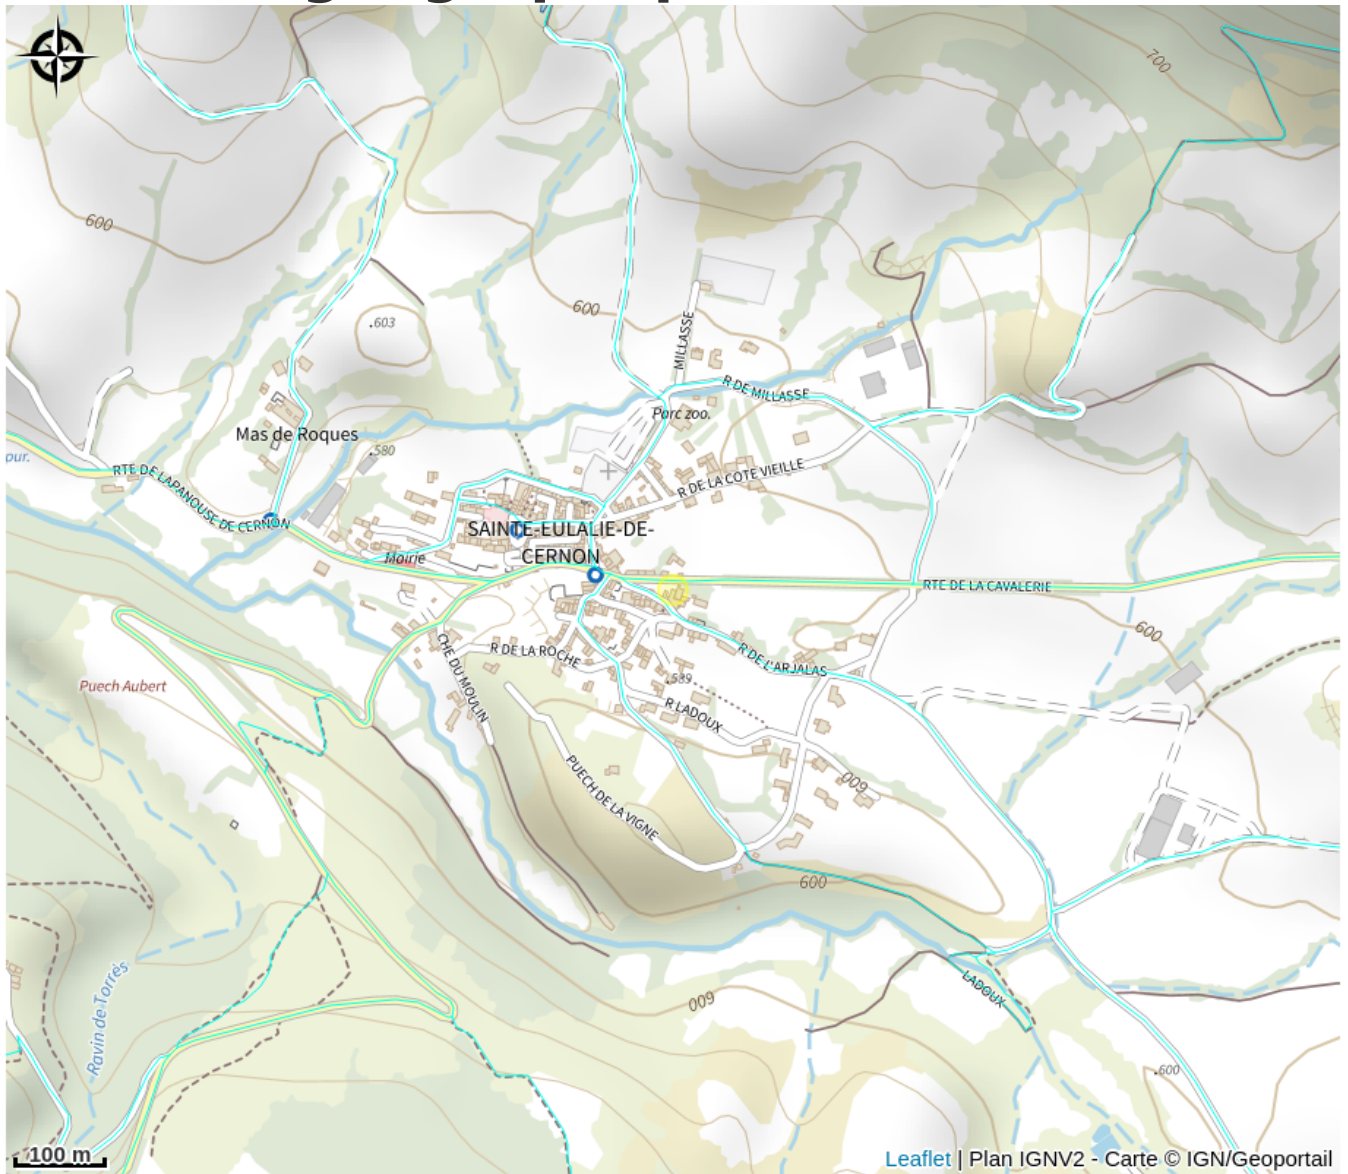 700
600
600
MILLASSE
.603
R DE MILLASSE
Parc zoo.
Mas de Roques
.580
our.
RTE DE LAPANOUSE DE CERNON
R DE LA COTE VIEILLE
SAINTE-EULALIE-DE-
CERNON
Mairie
RTE DE LA CAVALERIE
600
CHE DU MOULIN
R DE LA ROCHE
R DE L'ARJALAS
Puech Aubert
.589
R LADOUX
PUECH DE LA VIGNE
600
600
LADOUX
Ravin de Torrès
600
.600
100 m
Leaflet | Plan IGNV2 - Carte © IGN/Geoportail